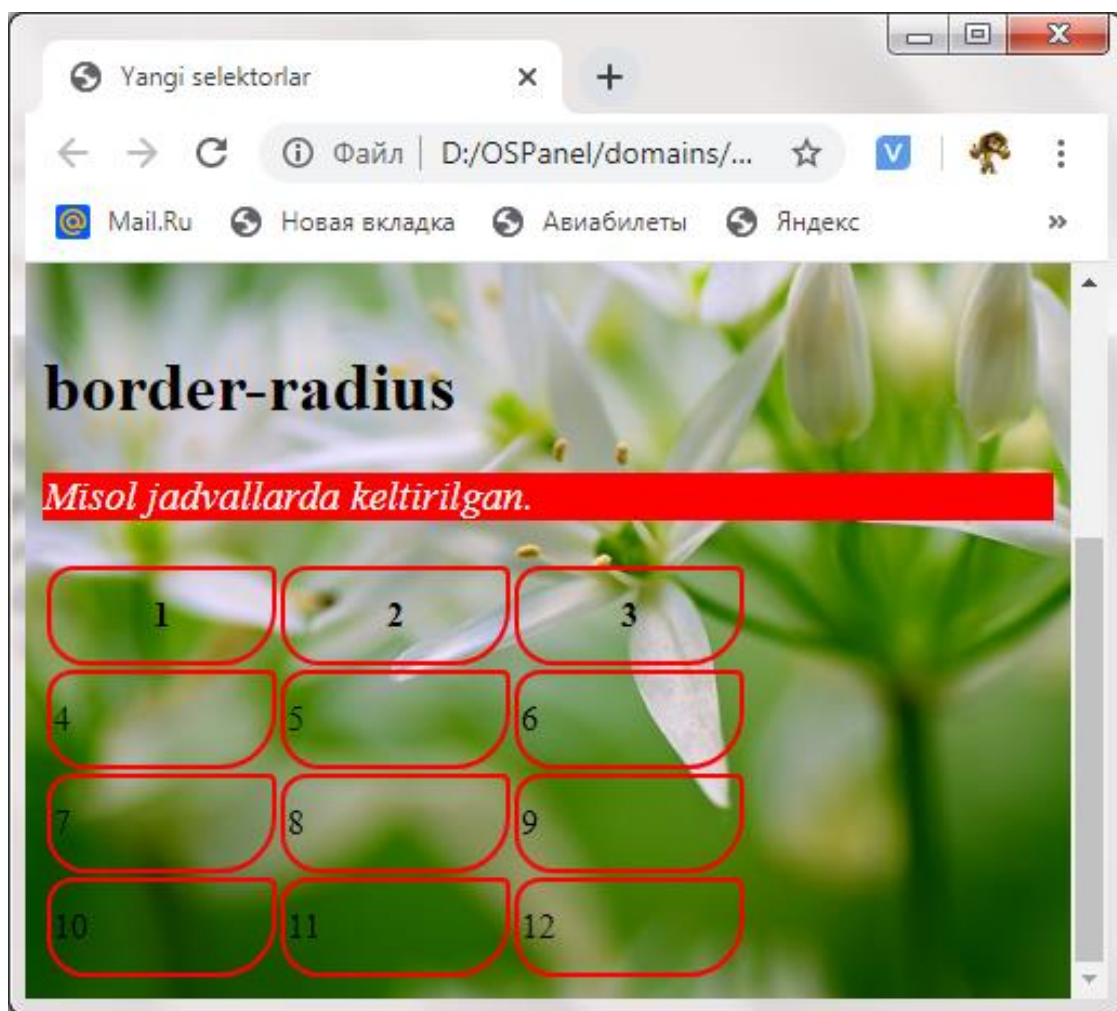 Yangi selektorlar
Файл | D:/OSPanel/domains/...
Mail.Ru Новая вкладка Авиабилеты Яндекс »
border-radius
Misol jadvallarda keltirilgan.
1 2 3
4 5 6
7 8 9
10 11 12